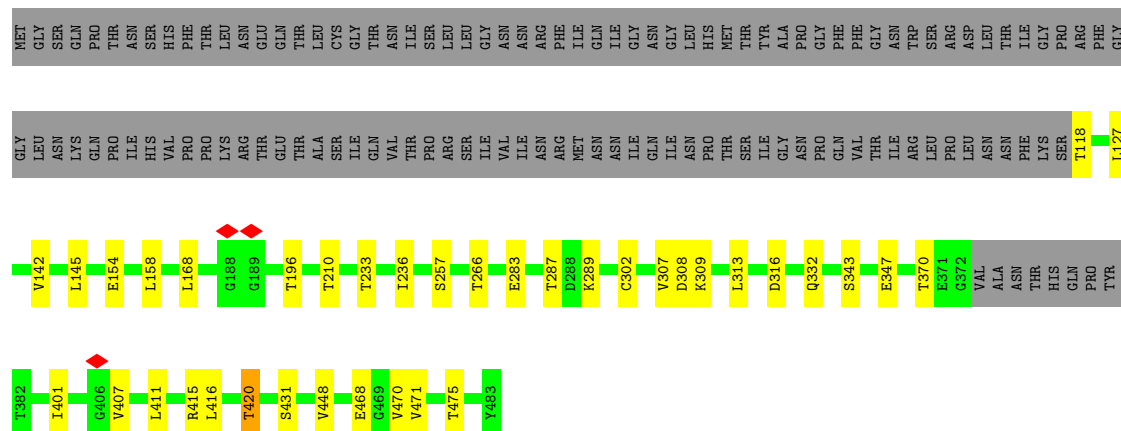 MET GLY SER GLN PRO THR ASN SER HIS PHE THR LEU ASN GLU GLN THR LEU CYS GLY THR ASN ILE SER LEU LEU GLY ASN ASN ARG PHE ILE GLN ILE GLY ASN GLY LEU HIS MET THR TYR ALA PRO GLY PHE PHE GLY ASN TRP SER ARG ASP LEU THR ILE GLY PRO ARG PHE GLY
GLY LEU ASN LYS GLN PRO ILE HIS VAL PRO PRO LYS ARG THR GLU THR ALA SER ILE GLN VAL THR PRO ARG SER ILE VAL ILE ASN ARG MET ASN ASN ILE GLN ILE ASN PRO THR SER ILE GLY ASN PRO GLN VAL THR ILE ARG LEU PRO LEU ASN ASN PHE LYS SER T118 L127
V142 L145 E154 L158 L168 G188 G189 T196 T210 T233 I236 S257 T266 E283 T287 D288 K289 C302 V307 D308 K309 L313 D316 Q332 S343 E347 T370 E371 G372 VAL ALA ASN THR HIS GLN PRO TYR
T382 I401 G406 V407 L411 R415 L416 T420 S431 V448 E468 G469 V470 V471 T475 Y483